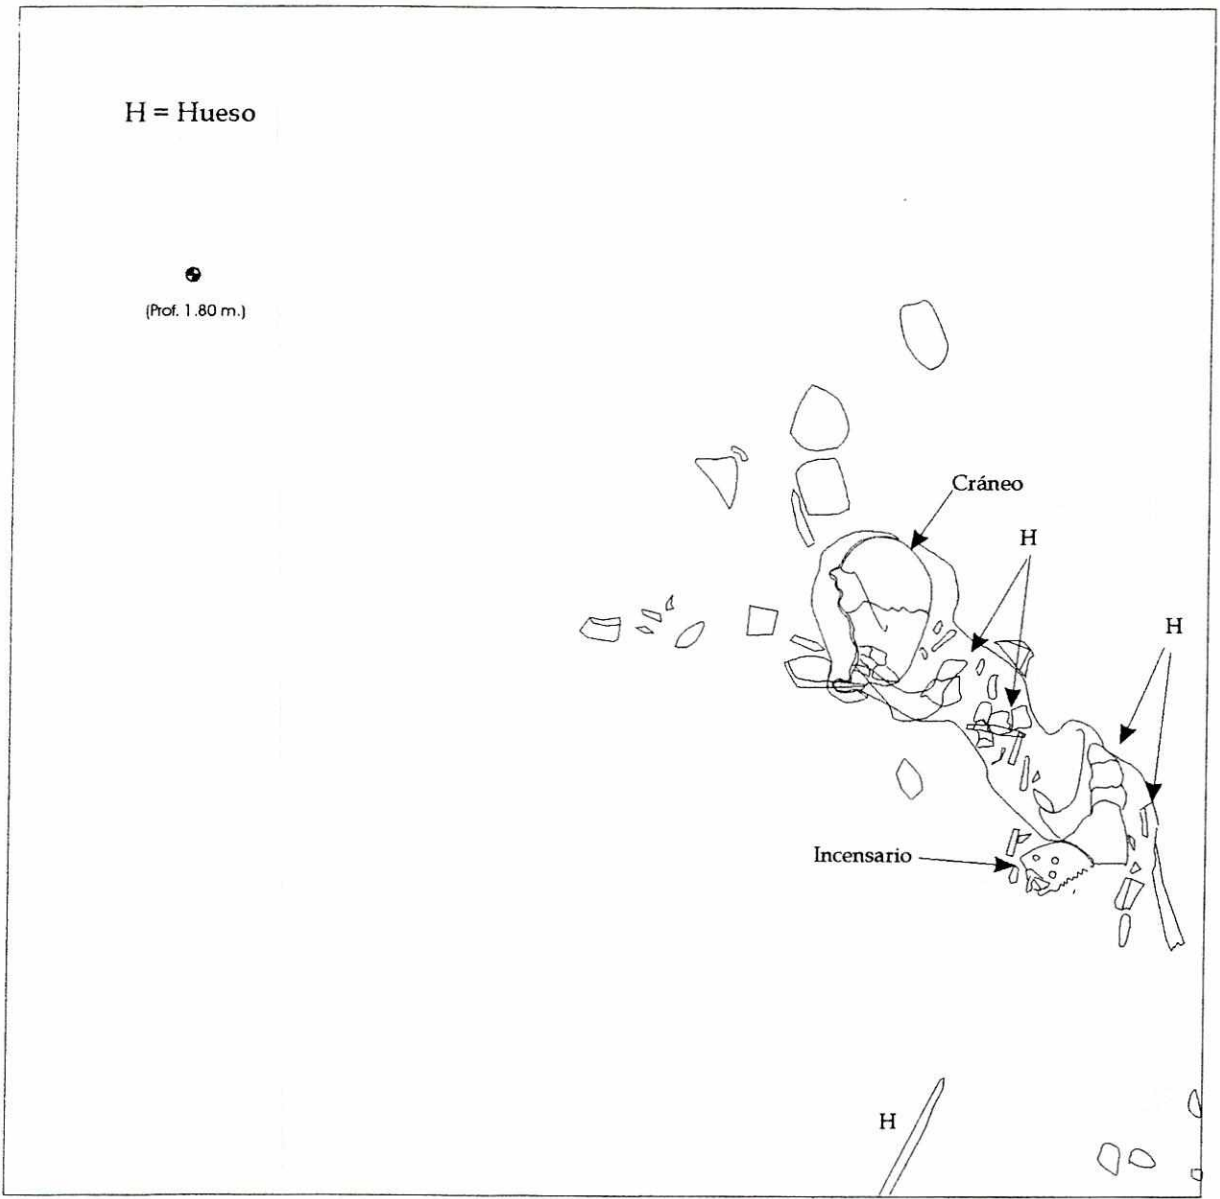 H = Hueso
(Prof. 1.80 m.)
Cráneo
H
H
Incensario
H